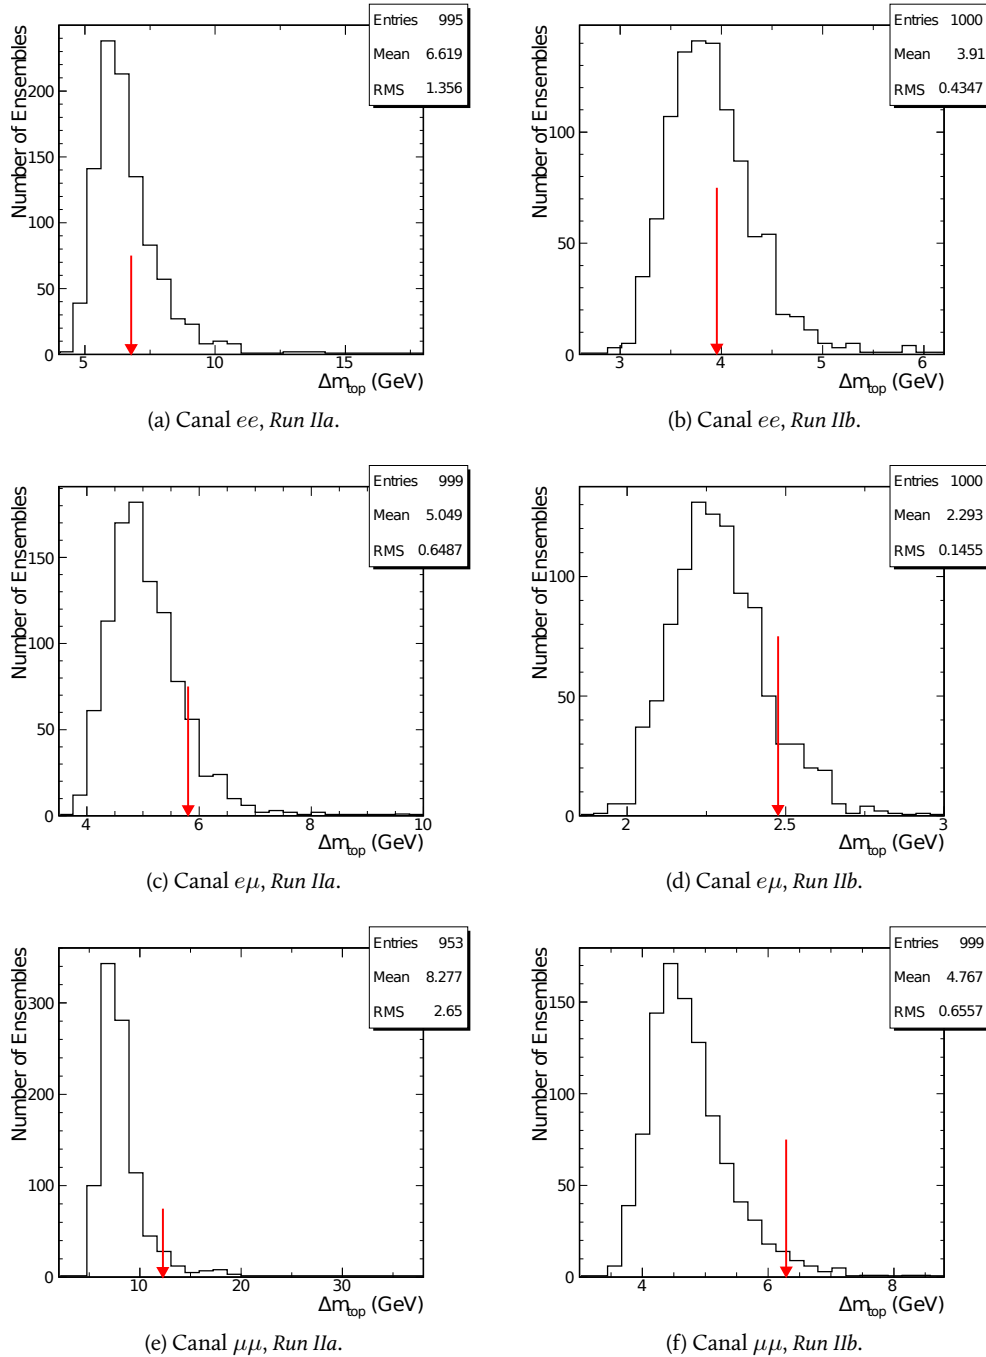 Number of Ensembles
Entries 995
Mean 6.619
RMS 1.356
0 50 100 150 200
5 10 15
Δm_top (GeV)
(a) Canal ee, Run IIa.
Number of Ensembles
Entries 1000
Mean 3.91
RMS 0.4347
0 50 100
3 4 5 6
Δm_top (GeV)
(b) Canal ee, Run IIb.
Number of Ensembles
Entries 999
Mean 5.049
RMS 0.6487
0 50 100 150
4 6 8 10
Δm_top (GeV)
(c) Canal eμ, Run IIa.
Number of Ensembles
Entries 1000
Mean 2.293
RMS 0.1455
0 50 100
2 2.5 3
Δm_top (GeV)
(d) Canal eμ, Run IIb.
Number of Ensembles
Entries 953
Mean 8.277
RMS 2.65
0 100 200 300
10 20 30
Δm_top (GeV)
(e) Canal μμ, Run IIa.
Number of Ensembles
Entries 999
Mean 4.767
RMS 0.6557
0 50 100 150
4 6 8
Δm_top (GeV)
(f) Canal μμ, Run IIb.